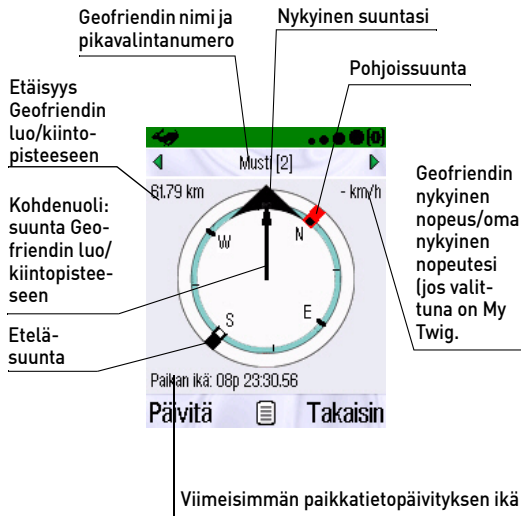 Geofriendin nimi ja
pikavalintanumero
Nykyinen suuntasi
Pohjoissuunta
Etäisyys
Geofriendin
luo/kiinto-
pisteeseen
Kohdenuoli:
suunta Geo-
friendin luo/
kiintopistee-
seen
Etelä-
suunta
Musti [2]
61.79 km
- km/h
W
N
S
E
Paikan ikä: 08p 23:30.56
Päivitä
Takaisin
Geofriendin
nykyinen
nopeus/oma
nykyinen
nopeutesi
(jos valit-
tuna on My
Twig.
Viimeisimmän paikkatietopäivityksen ikä